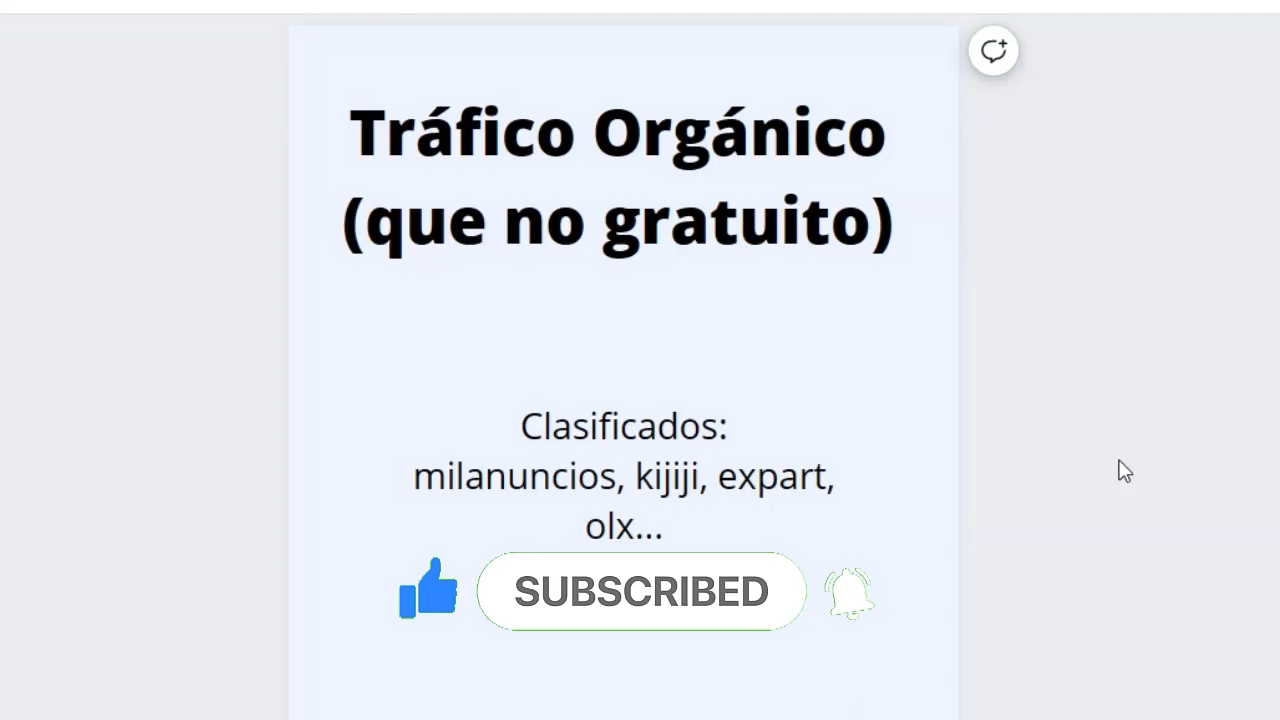 Tráfico Orgánico
(que no gratuito)
Clasificados:
milanuncios, kijiji, expart,
olx...
SUBSCRIBED